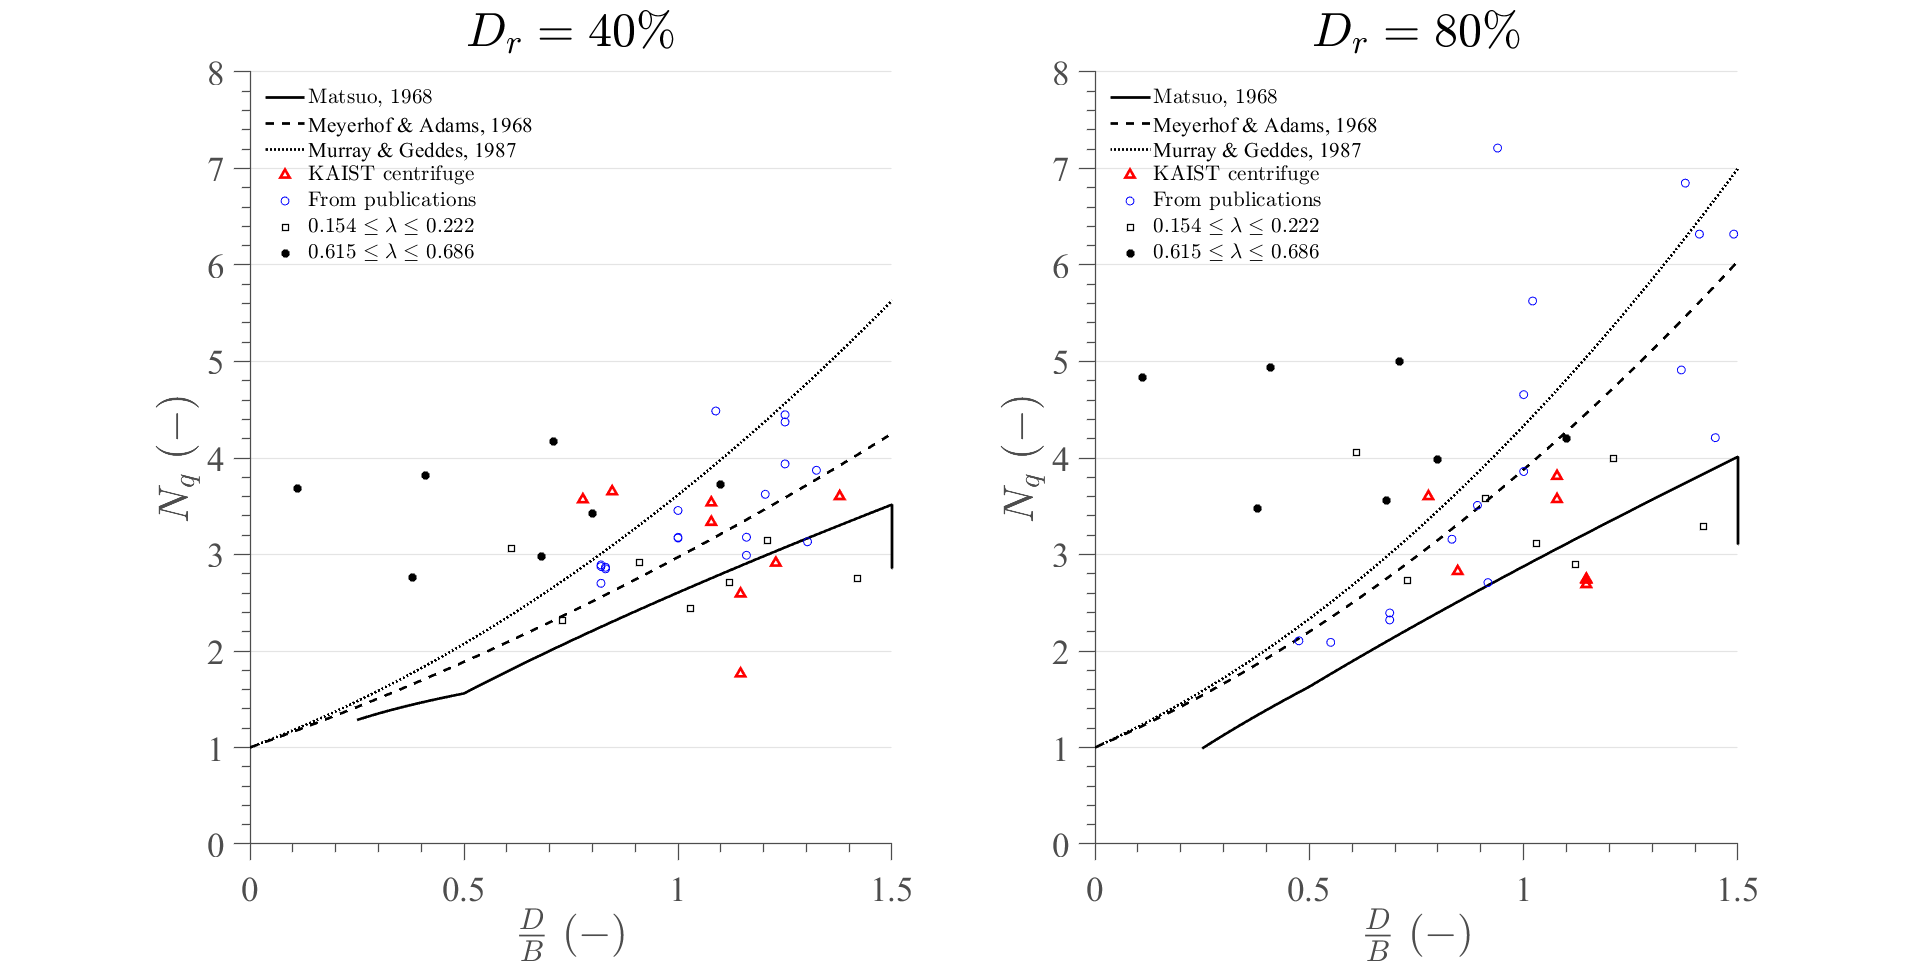 D_r = 40%
8
7
6
5
4
3
2
1
0
N_q (−)
Matsuo, 1968
Meyerhof & Adams, 1968
Murray & Geddes, 1987
KAIST centrifuge
From publications
0.154 ≤ λ ≤ 0.222
0.615 ≤ λ ≤ 0.686
0 0.5 1 1.5
D/B (−)
D_r = 80%
8
7
6
5
4
3
2
1
0
N_q (−)
Matsuo, 1968
Meyerhof & Adams, 1968
Murray & Geddes, 1987
KAIST centrifuge
From publications
0.154 ≤ λ ≤ 0.222
0.615 ≤ λ ≤ 0.686
0 0.5 1 1.5
D/B (−)